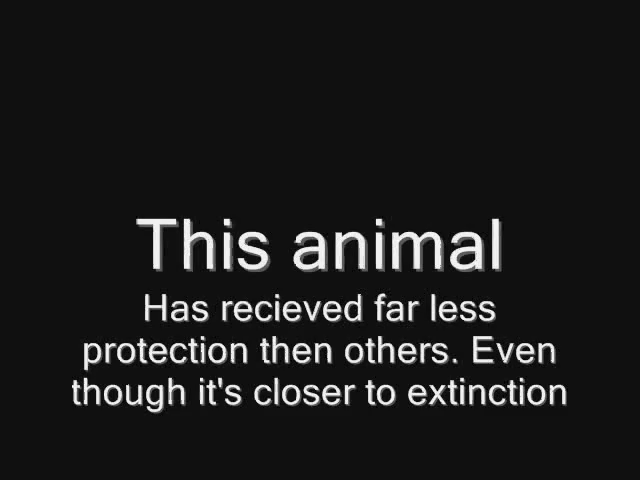 This animal
Has recieved far less
protection then others. Even
though it's closer to extinction